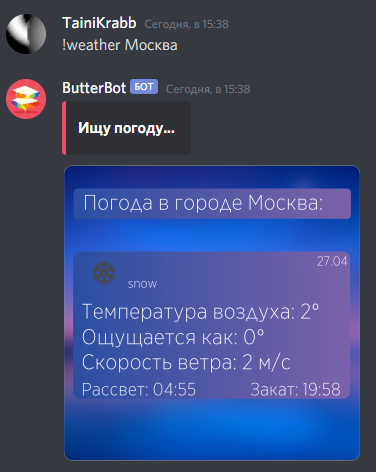 TainiKrabb Сегодня, в 15:38
!weather Москва
ButterBot БОТ Сегодня, в 15:38
Ищу погоду...
Погода в городе Москва:
27.04
snow
Температура воздуха: 2°
Ощущается как: 0°
Скорость ветра: 2 м/с
Рассвет: 04:55 Закат: 19:58